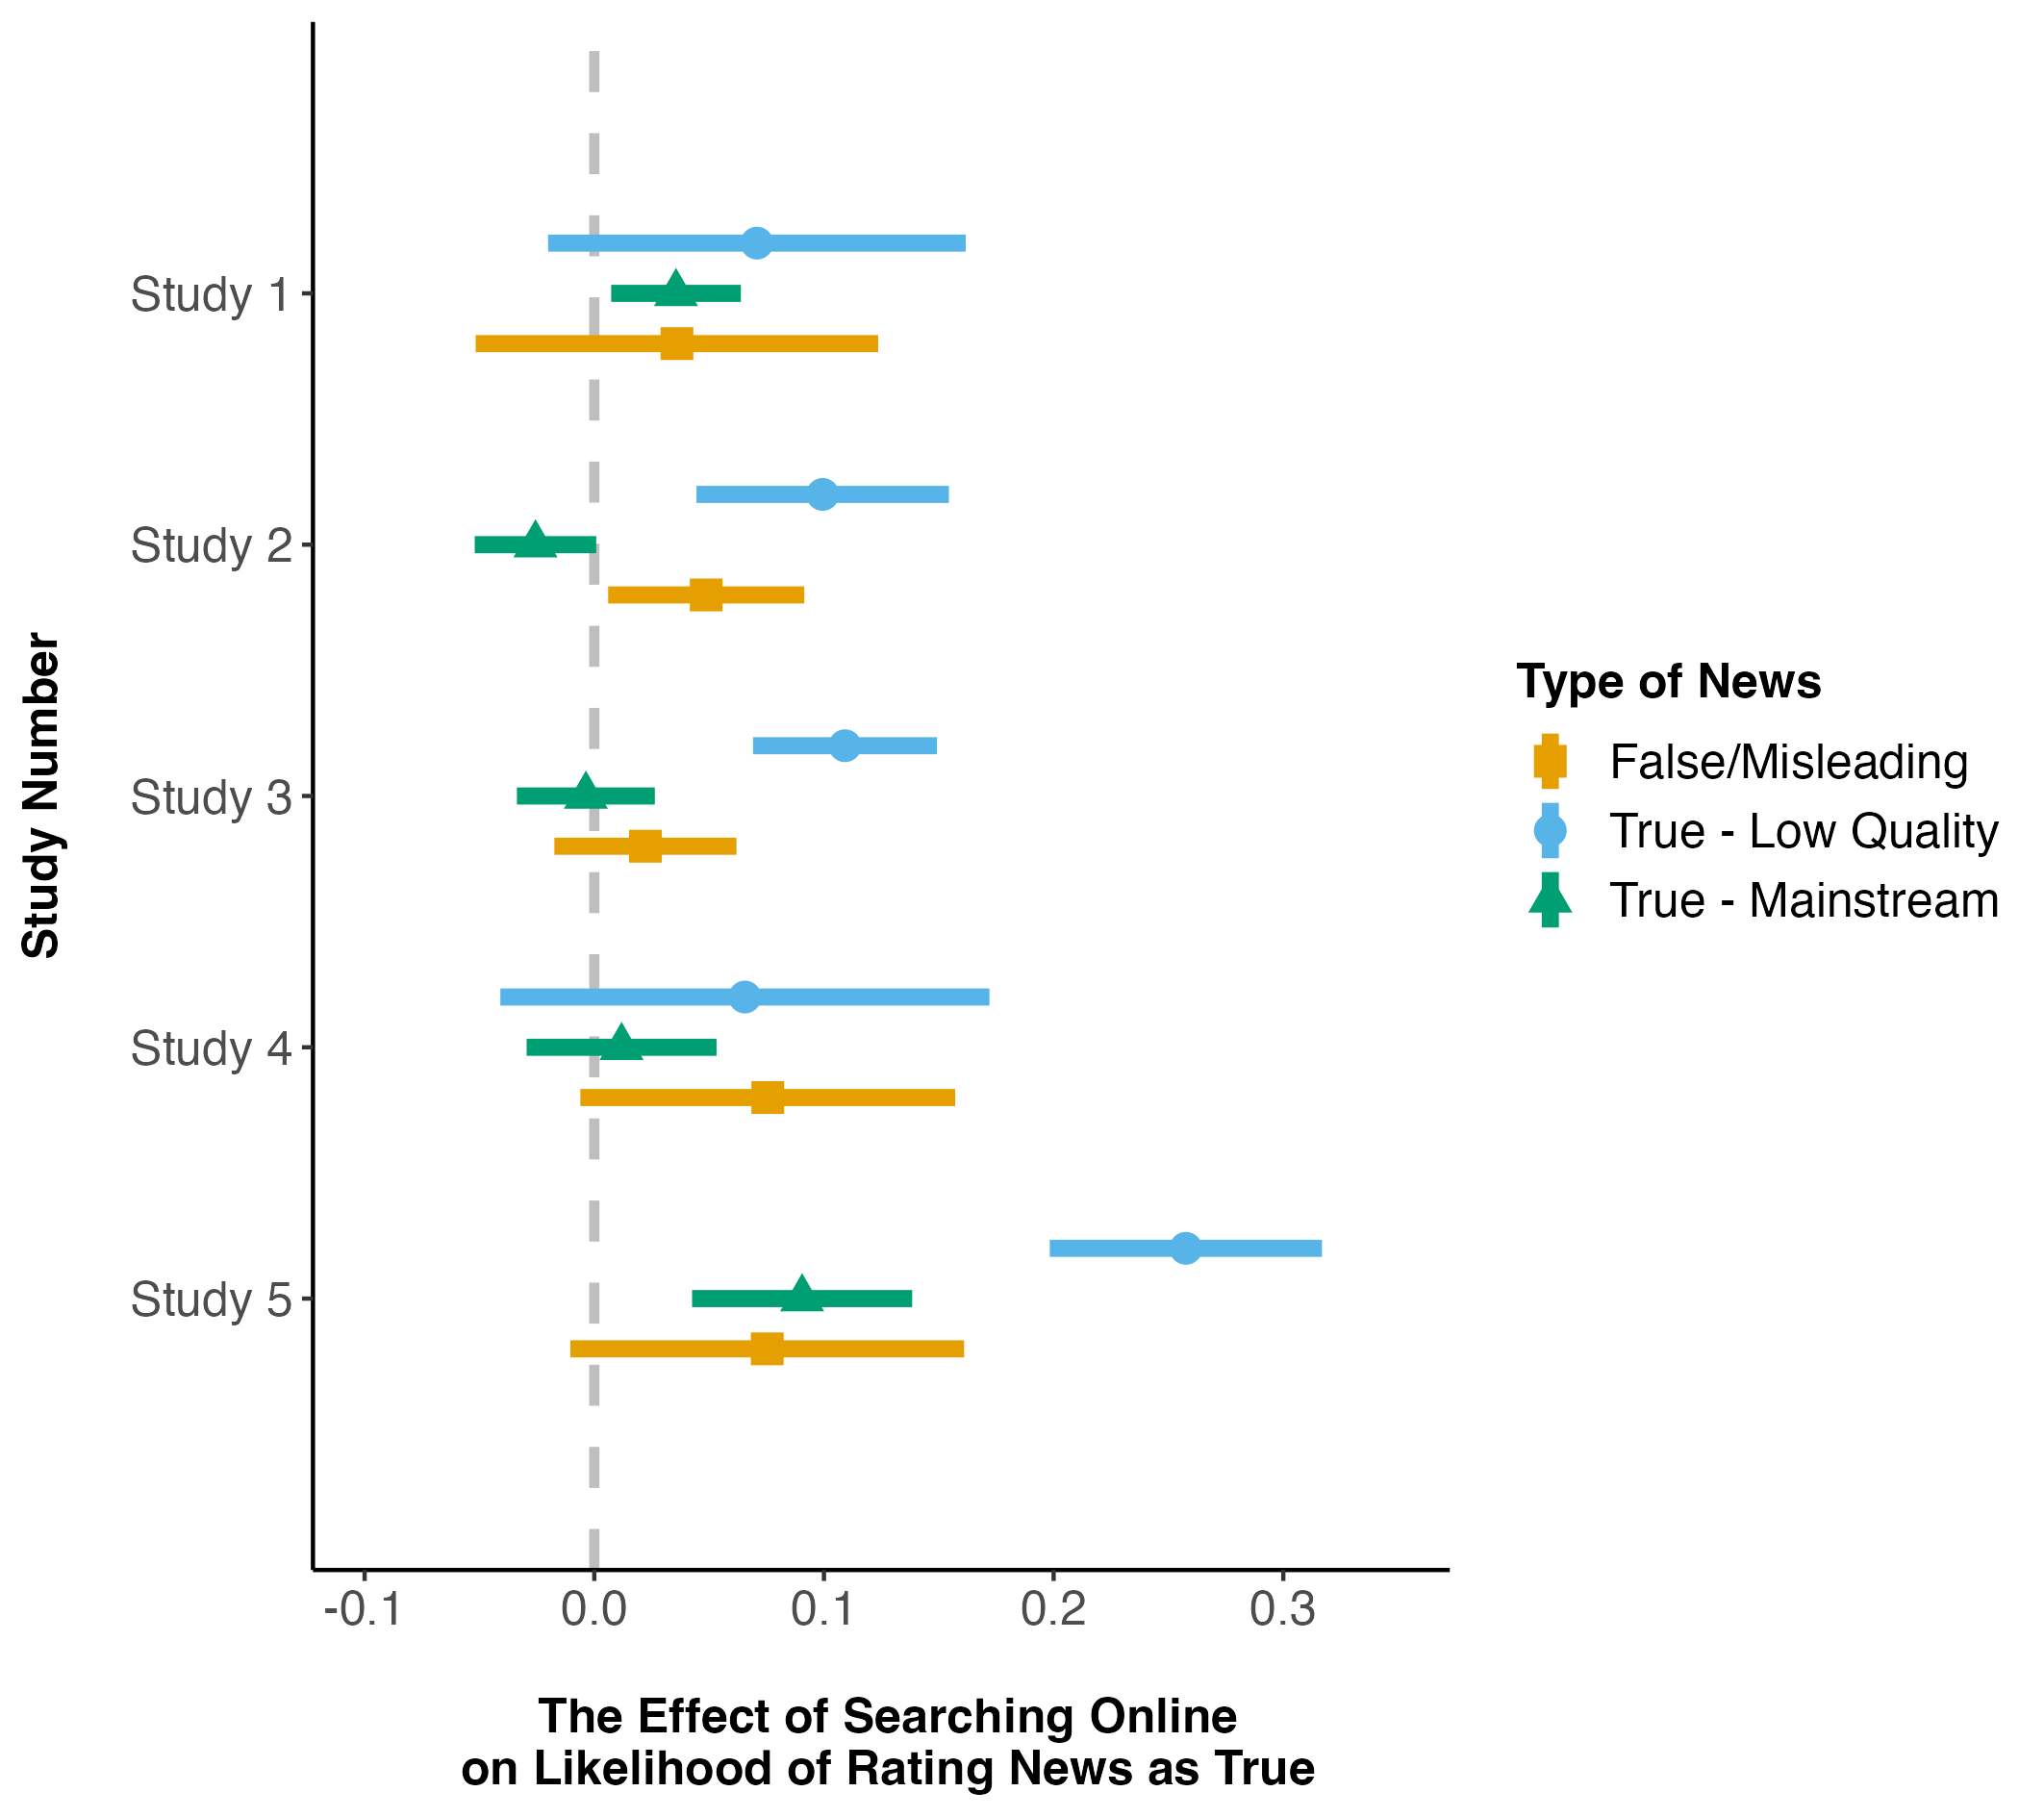 Study Number
Study 1
Study 2
Study 3
Study 4
Study 5
-0.1 0.0 0.1 0.2 0.3
The Effect of Searching Online
on Likelihood of Rating News as True
Type of News
False/Misleading
True - Low Quality
True - Mainstream